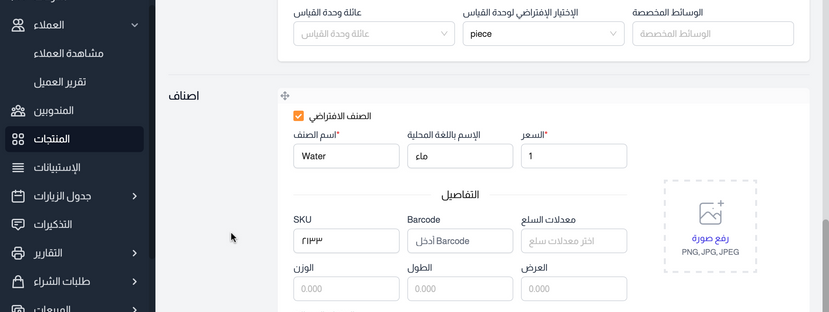 العملاء
مشاهدة العملاء
تقرير العميل
المندوبين
المنتجات
الإستبيانات
جدول الزيارات
التذكيرات
التقارير
طلبات الشراء
المبيعات
عائلة وحدة القياس
الإختيار الإفتراضي لوحدة القياس
الوسائط المخصصة
عائلة وحدة القياس
piece
الوسائط المخصصة
اصناف
الصنف الافتراضي
*اسم الصنف
الإسم باللغة المحلية
*السعر
Water
ماء
1
التفاصيل
SKU
Barcode
معدلات السلع
٢١٣٣
أدخل Barcode
اختر معدلات سلع
الوزن
الطول
العرض
0.000
0.000
0.000
رفع صورة
PNG, JPG, JPEG